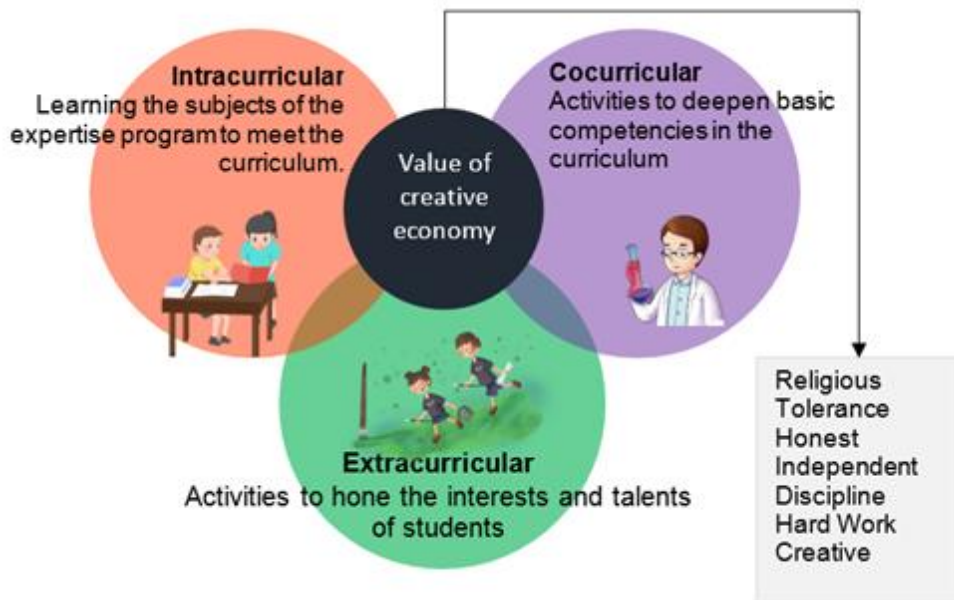 Intracurricular
Learning the subjects of the
expertise program to meet the
curriculum.
Value of
creative
economy
Cocurricular
Activities to deepen basic
competencies in the
curriculum
Extracurricular
Activities to hone the interests and talents
of students
Religious
Tolerance
Honest
Independent
Discipline
Hard Work
Creative